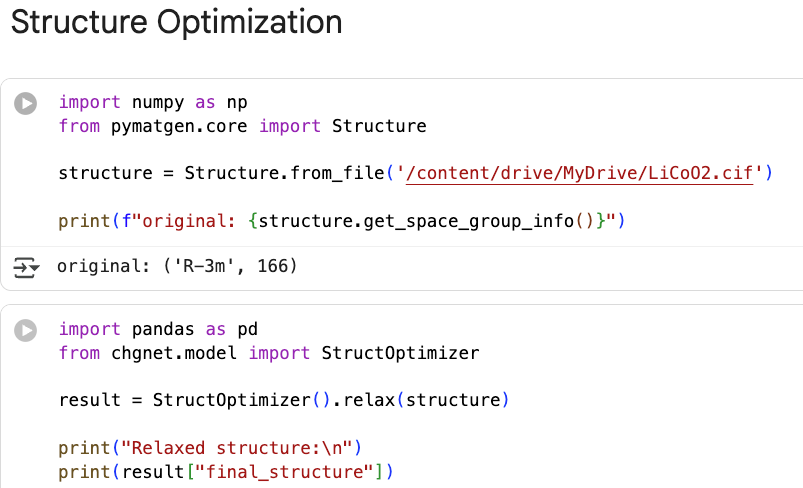 Structure Optimization
import numpy as np
from pymatgen.core import Structure
structure = Structure.from_file('/content/drive/MyDrive/LiCoO2.cif')
print(f"original: {structure.get_space_group_info()}")
original: ('R-3m', 166)
import pandas as pd
from chgnet.model import StructOptimizer
result = StructOptimizer().relax(structure)
print("Relaxed structure:\n")
print(result["final_structure"])